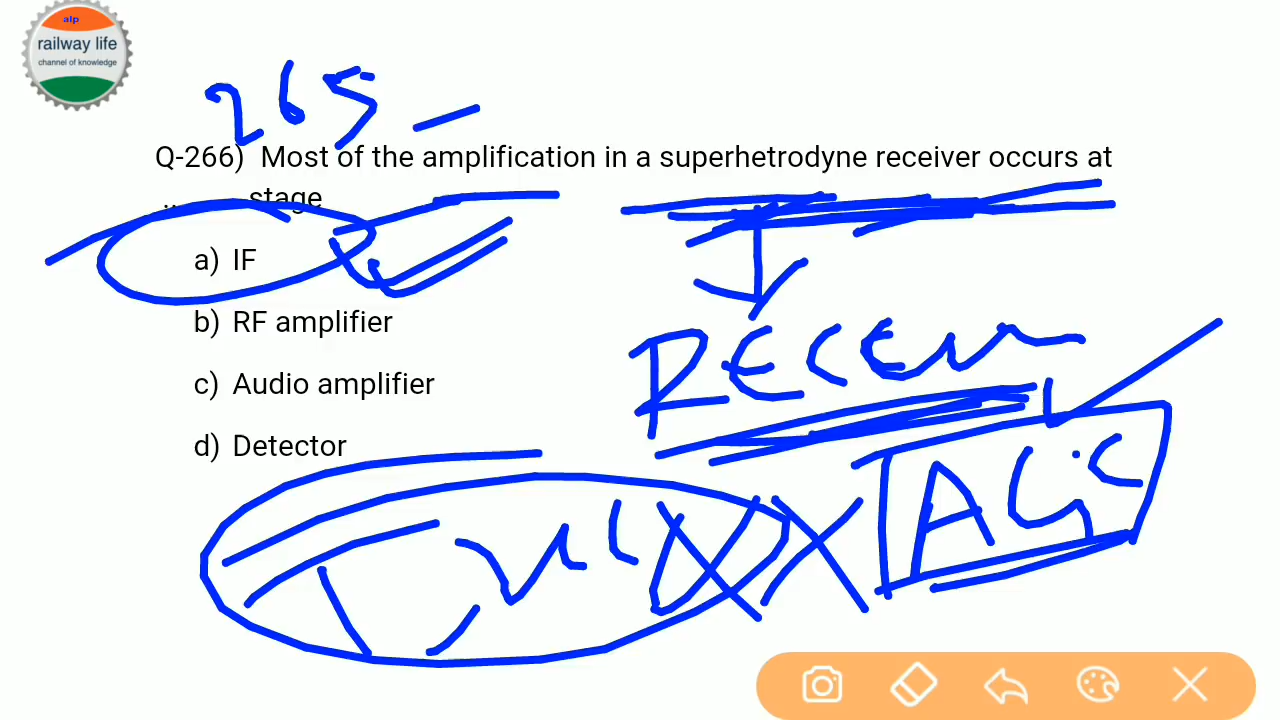 alp
railway life
channel of knowledge
265 -
Q-266) Most of the amplification in a superhetrodyne receiver occurs at
stage
a) IF
b) RF amplifier
c) Audio amplifier
d) Detector
AGC